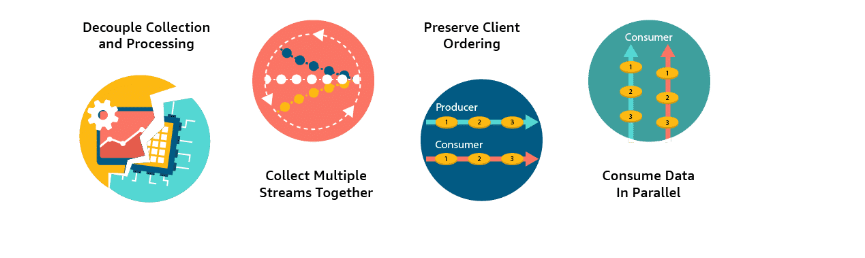 Decouple Collection
and Processing
Collect Multiple
Streams Together
Preserve Client
Ordering
Producer
1 2 3
Consumer
1 2 3
Consumer
1
1
2
2
3
3
Consume Data
In Parallel